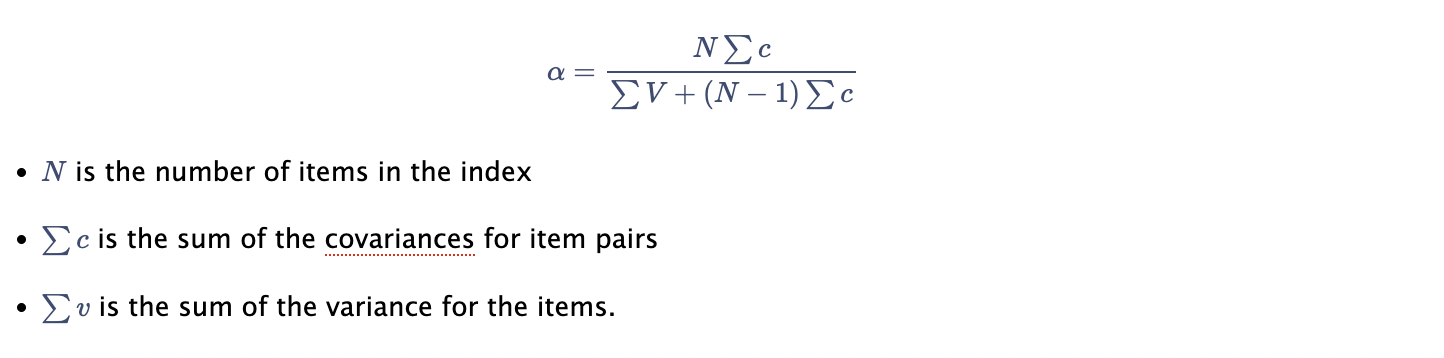 α = N ∑ c / ∑ V + (N − 1) ∑ c
• N is the number of items in the index
• ∑ c is the sum of the covariances for item pairs
• ∑ v is the sum of the variance for the items.